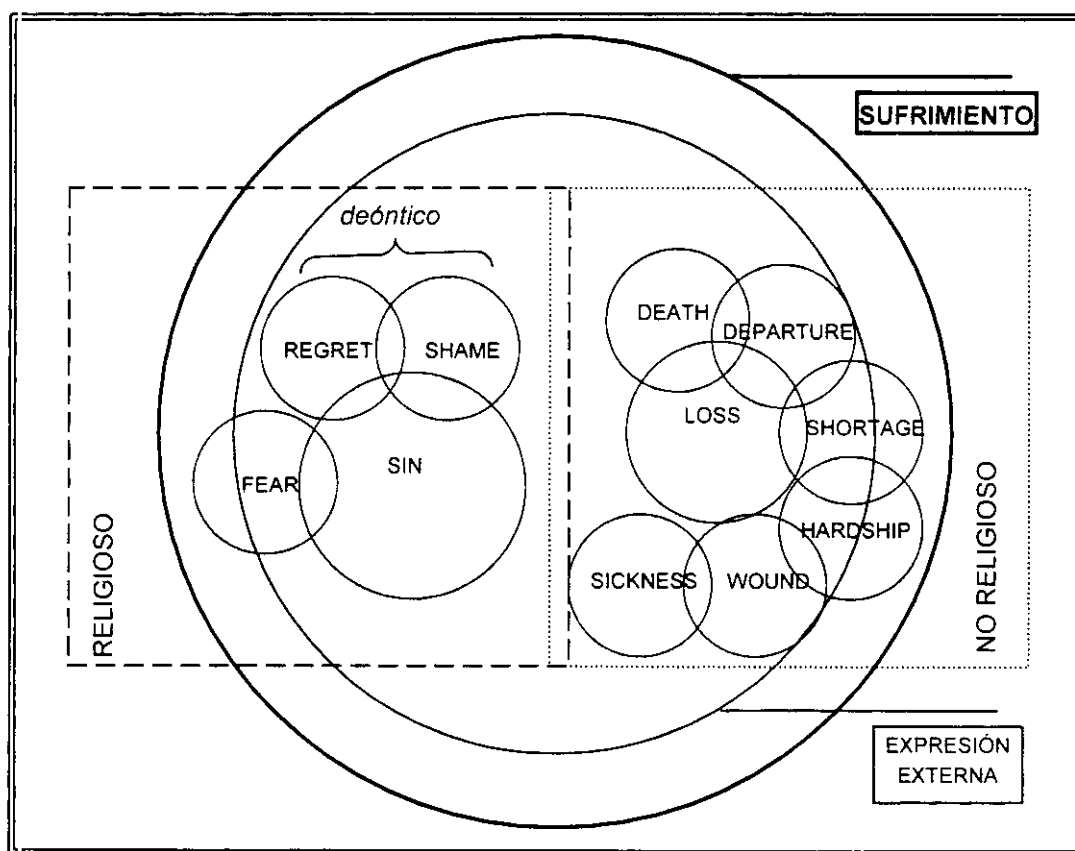 SUFRIMIENTO
deóntico
DEATH
DEPARTURE
REGRET
SHAME
LOSS
SHORTAGE
SIN
FEAR
HARDSHIP
SICKNESS
WOUND
RELIGIOSO
NO RELIGIOSO
EXPRESIÓN
EXTERNA